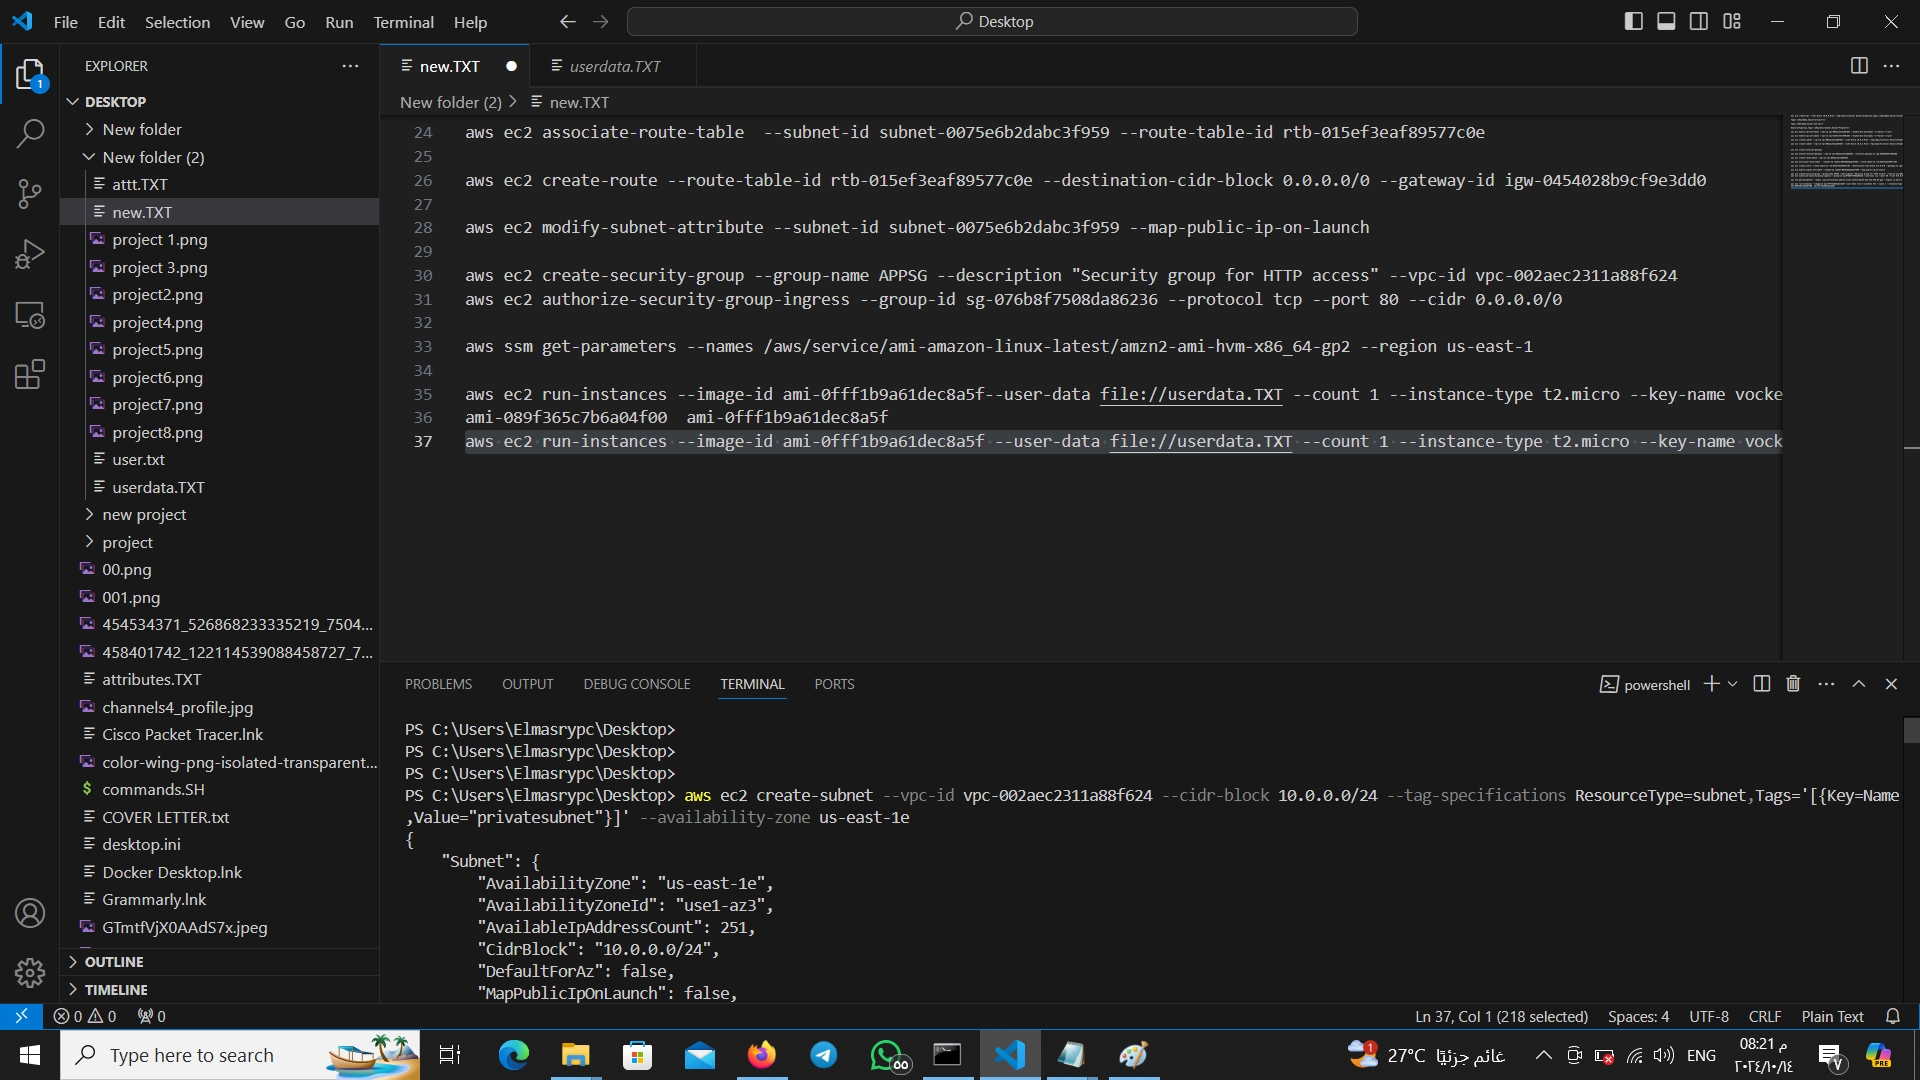 File Edit Selection View Go Run Terminal Help
Desktop
EXPLORER
new.TXT
userdata.TXT
1
DESKTOP
New folder (2) > new.TXT
New folder
New folder (2)
attt.TXT
new.TXT
project 1.png
project 3.png
project2.png
project4.png
project5.png
project6.png
project7.png
project8.png
user.txt
userdata.TXT
new project
project
00.png
001.png
454534371_526868233335219_7504...
458401742_122114539088458727_7...
attributes.TXT
channels4_profile.jpg
Cisco Packet Tracer.lnk
color-wing-png-isolated-transparent...
commands.SH
COVER LETTER.txt
desktop.ini
Docker Desktop.lnk
Grammarly.lnk
GTmtfVjX0AAdS7x.jpeg
OUTLINE
TIMELINE
24 aws ec2 associate-route-table  --subnet-id subnet-0075e6b2dabc3f959 --route-table-id rtb-015ef3eaf89577c0e
25
26 aws ec2 create-route --route-table-id rtb-015ef3eaf89577c0e --destination-cidr-block 0.0.0.0/0 --gateway-id igw-0454028b9cf9e3dd0
27
28 aws ec2 modify-subnet-attribute --subnet-id subnet-0075e6b2dabc3f959 --map-public-ip-on-launch
29
30 aws ec2 create-security-group --group-name APPSG --description "Security group for HTTP access" --vpc-id vpc-002aec2311a88f624
31 aws ec2 authorize-security-group-ingress --group-id sg-076b8f7508da86236 --protocol tcp --port 80 --cidr 0.0.0.0/0
32
33 aws ssm get-parameters --names /aws/service/ami-amazon-linux-latest/amzn2-ami-hvm-x86_64-gp2 --region us-east-1
34
35 aws ec2 run-instances --image-id ami-0fff1b9a61dec8a5f--user-data file://userdata.TXT --count 1 --instance-type t2.micro --key-name vocke
36 ami-089f365c7b6a04f00  ami-0fff1b9a61dec8a5f
37 aws ec2 run-instances --image-id ami-0fff1b9a61dec8a5f --user-data file://userdata.TXT --count 1 --instance-type t2.micro --key-name vock
PROBLEMS OUTPUT DEBUG CONSOLE TERMINAL PORTS
powershell
PS C:\Users\Elmasrypc\Desktop>
PS C:\Users\Elmasrypc\Desktop>
PS C:\Users\Elmasrypc\Desktop>
PS C:\Users\Elmasrypc\Desktop> aws ec2 create-subnet --vpc-id vpc-002aec2311a88f624 --cidr-block 10.0.0.0/24 --tag-specifications ResourceType=subnet,Tags='[{Key=Name
,Value="privatesubnet"}]' --availability-zone us-east-1e
{
"Subnet": {
"AvailabilityZone": "us-east-1e",
"AvailabilityZoneId": "use1-az3",
"AvailableIpAddressCount": 251,
"CidrBlock": "10.0.0.0/24",
"DefaultForAz": false,
"MapPublicIpOnLaunch": false,
0 0 0
Ln 37, Col 1 (218 selected) Spaces: 4 UTF-8 CRLF Plain Text
Type here to search
1
27°C غائم جزئيًا
ENG
08:21 م
٢٠٢٤/١٠/١٤
V
PRE